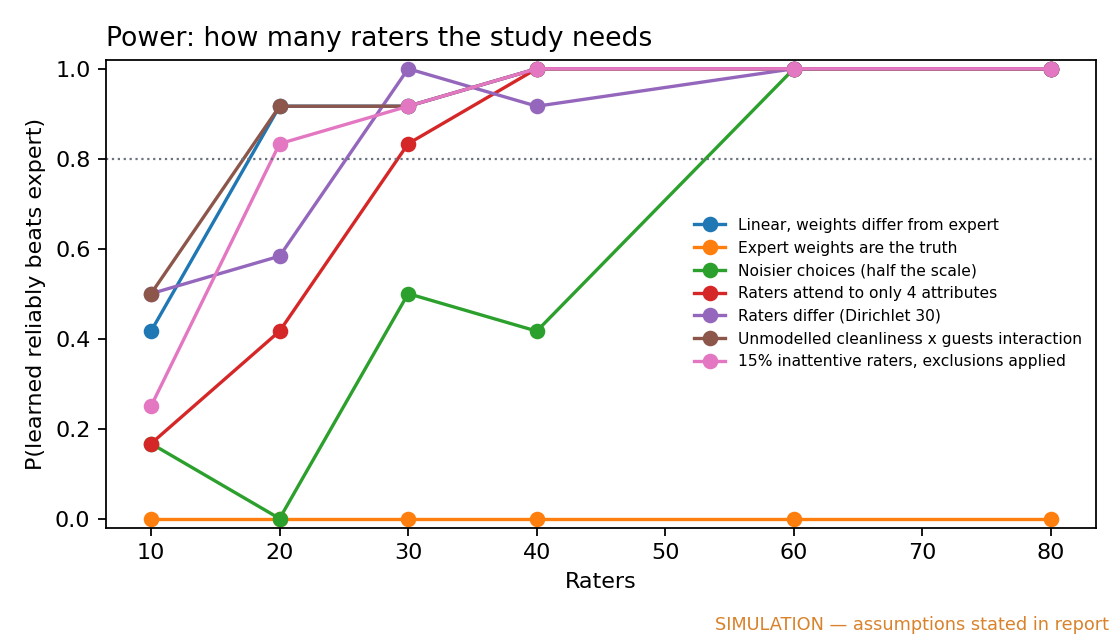 Power: how many raters the study needs
P(learned reliably beats expert)
1.0
0.8
0.6
0.4
0.2
0.0
Linear, weights differ from expert
Expert weights are the truth
Noisier choices (half the scale)
Raters attend to only 4 attributes
Raters differ (Dirichlet 30)
Unmodelled cleanliness x guests interaction
15% inattentive raters, exclusions applied
10 20 30 40 50 60 70 80
Raters
SIMULATION — assumptions stated in report